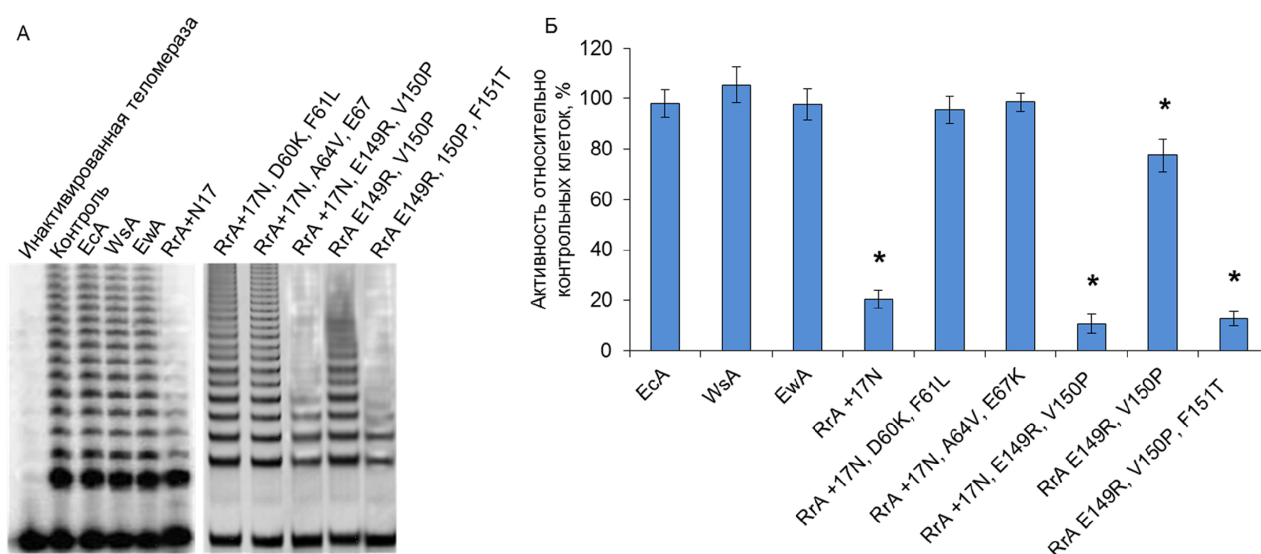 А
Инактивированная теломераза
Контроль
EcA
WsA
EwA
RrA+N17
RrA+17N, D60K, F61L
RrA+17N, A64V, E67
RrA +17N, E149R, V150P
RrA E149R, V150P
RrA E149R, 150P, F151T
Б
Активность относительно
контрольных клеток, %
120
100
80
60
40
20
0
*
*
*
*
EcA
WsA
EwA
RrA +17N
RrA +17N, D60K, F61L
RrA +17N, A64V, E67K
RrA +17N, E149R, V150P
RrA E149R, V150P
RrA E149R, V150P, F151T